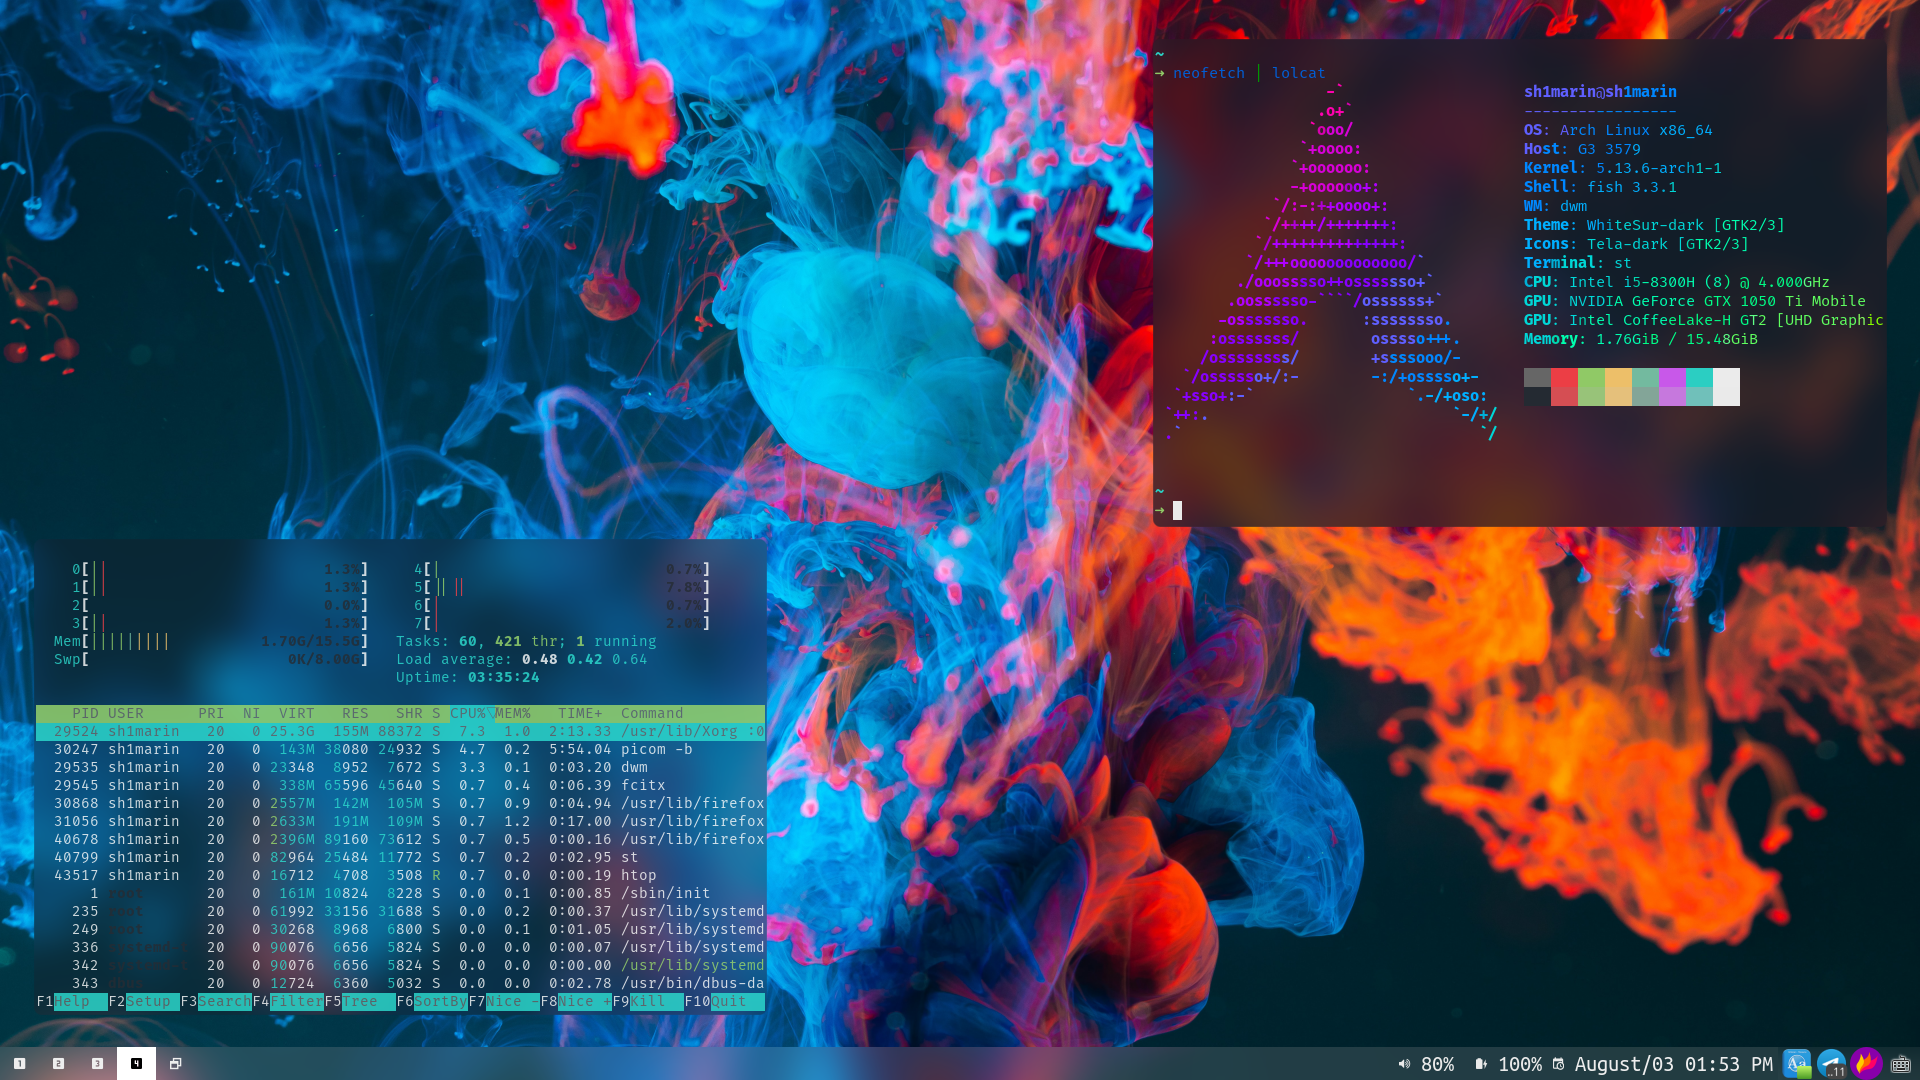 ~
→ neofetch | lolcat
sh1marin@sh1marin
-----------------
OS: Arch Linux x86_64
Host: G3 3579
Kernel: 5.13.6-arch1-1
Shell: fish 3.3.1
WM: dwm
Theme: WhiteSur-dark [GTK2/3]
Icons: Tela-dark [GTK2/3]
Terminal: st
CPU: Intel i5-8300H (8) @ 4.000GHz
GPU: NVIDIA GeForce GTX 1050 Ti Mobile
GPU: Intel CoffeeLake-H GT2 [UHD Graphic
Memory: 1.76GiB / 15.48GiB
~
→
0[|| 1.3%] 4[| 0.7%]
1[|| 1.3%] 5[|| || 7.8%]
2[ 0.0%] 6[| 0.7%]
3[|| 1.3%] 7[| 2.0%]
Mem[||||||||| 1.70G/15.5G] Tasks: 60, 421 thr; 1 running
Swp[ 0K/8.00G] Load average: 0.48 0.42 0.64
Uptime: 03:35:24
PID USER PRI NI VIRT RES SHR S CPU%▽MEM% TIME+ Command
29524 sh1marin 20 0 25.3G 155M 88372 S 7.3 1.0 2:13.33 /usr/lib/Xorg :0
30247 sh1marin 20 0 143M 38080 24932 S 4.7 0.2 5:54.04 picom -b
29535 sh1marin 20 0 23348 8952 7672 S 3.3 0.1 0:03.20 dwm
29545 sh1marin 20 0 338M 65596 45640 S 0.7 0.4 0:06.39 fcitx
30868 sh1marin 20 0 2557M 142M 105M S 0.7 0.9 0:04.94 /usr/lib/firefox
31056 sh1marin 20 0 2633M 191M 109M S 0.7 1.2 0:17.00 /usr/lib/firefox
40678 sh1marin 20 0 2396M 89160 73612 S 0.7 0.5 0:00.16 /usr/lib/firefox
40799 sh1marin 20 0 82964 25484 11772 S 0.7 0.2 0:02.95 st
43517 sh1marin 20 0 16712 4708 3508 R 0.7 0.0 0:00.19 htop
1 root 20 0 161M 10824 8228 S 0.0 0.1 0:00.85 /sbin/init
235 root 20 0 61992 33156 31688 S 0.0 0.2 0:00.37 /usr/lib/systemd
249 root 20 0 30268 8968 6800 S 0.0 0.1 0:01.05 /usr/lib/systemd
336 20 0 90076 6656 5824 S 0.0 0.0 0:00.07 /usr/lib/systemd
342 20 0 90076 6656 5824 S 0.0 0.0 0:00.00 /usr/lib/systemd
343 20 0 12724 6360 5032 S 0.0 0.0 0:02.78 /usr/bin/dbus-da
F1Help F2Setup F3SearchF4FilterF5Tree F6SortByF7Nice -F8Nice +F9Kill F10Quit
1 2 3 4 80% 100% August/03 01:53 PM Aa ..11